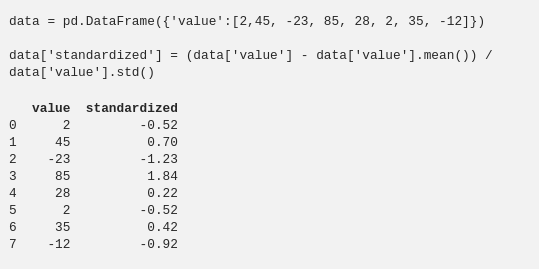 data = pd.DataFrame({'value':[2,45, -23, 85, 28, 2, 35, -12]})
data['standardized'] = (data['value'] - data['value'].mean()) /
data['value'].std()
value standardized
0 2 -0.52
1 45 0.70
2 -23 -1.23
3 85 1.84
4 28 0.22
5 2 -0.52
6 35 0.42
7 -12 -0.92